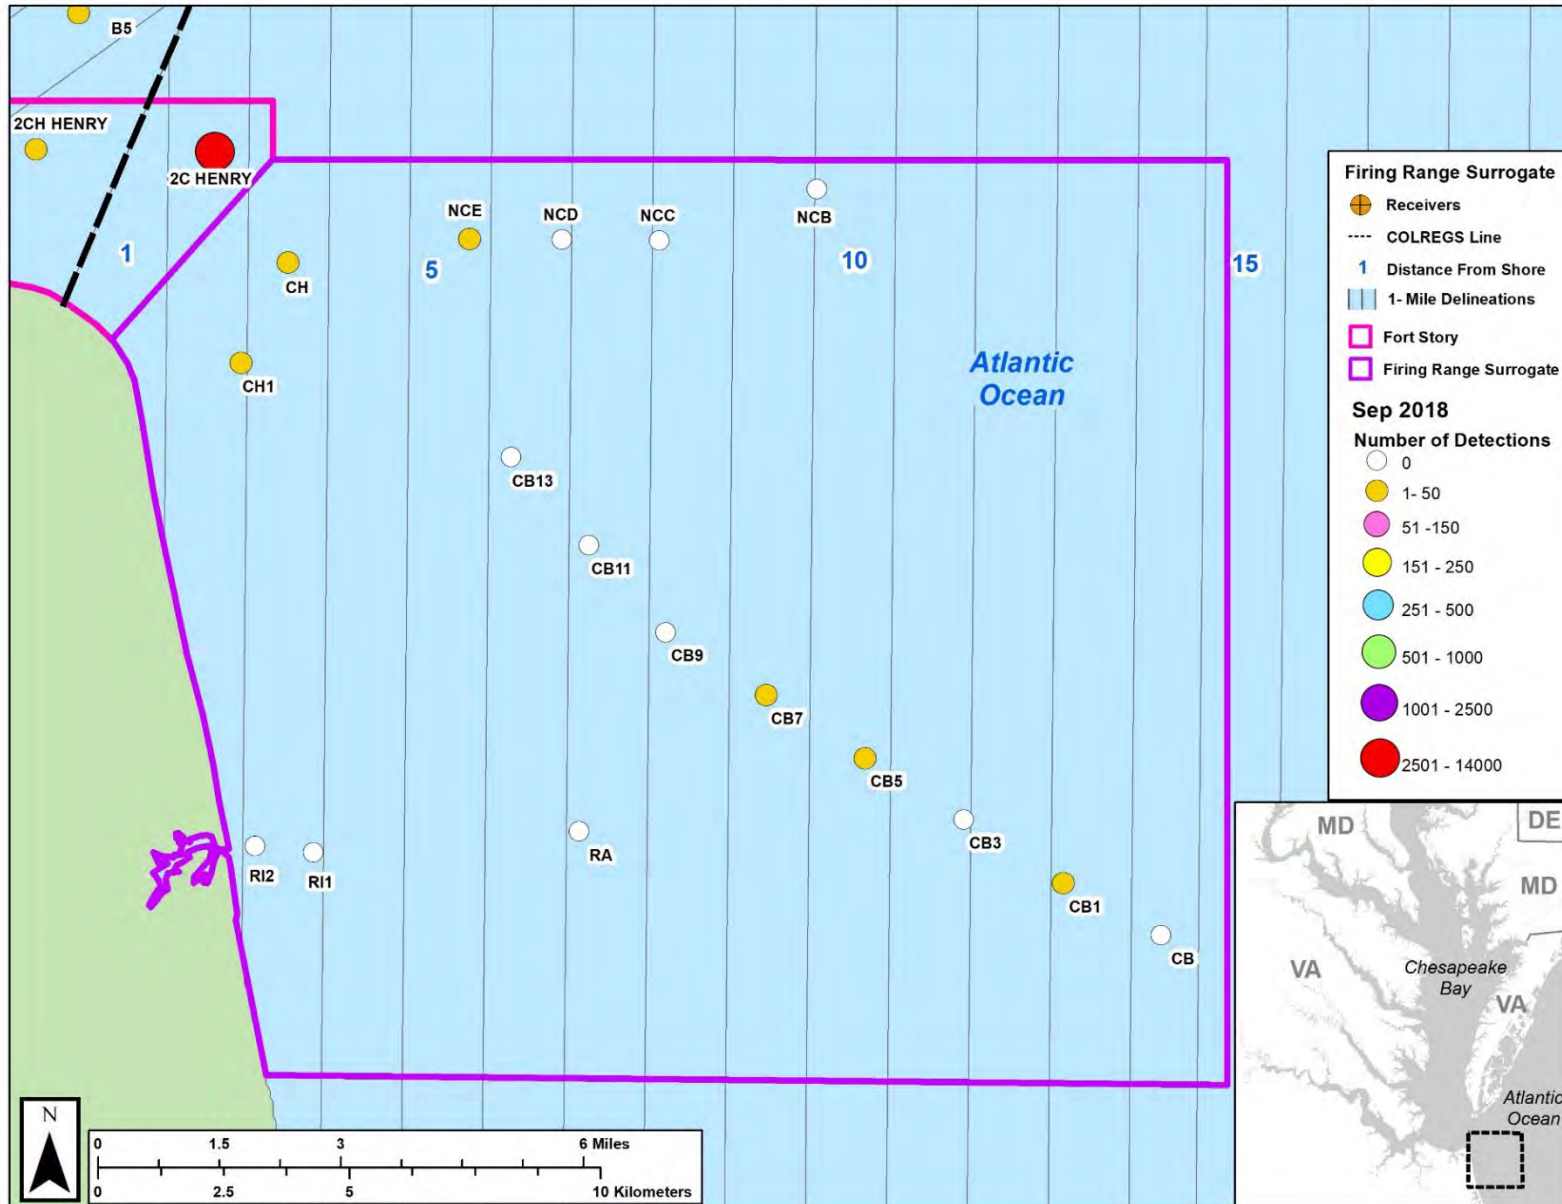 B5
2CH HENRY
2C HENRY
1
CH
CH1
NCE
5
NCD
NCC
NCB
10
15
Atlantic
Ocean
CB13
CB11
CB9
CB7
CB5
CB3
CB1
CB
RI2
RI1
RA
N
0 1.5 3 6 Miles
0 2.5 5 10 Kilometers
Firing Range Surrogate
Receivers
COLREGS Line
1 Distance From Shore
1- Mile Delineations
Fort Story
Firing Range Surrogate
Sep 2018
Number of Detections
0
1- 50
51 -150
151 - 250
251 - 500
501 - 1000
1001 - 2500
2501 - 14000
MD
DE
MD
VA
Chesapeake
Bay
VA
Atlantic
Ocean